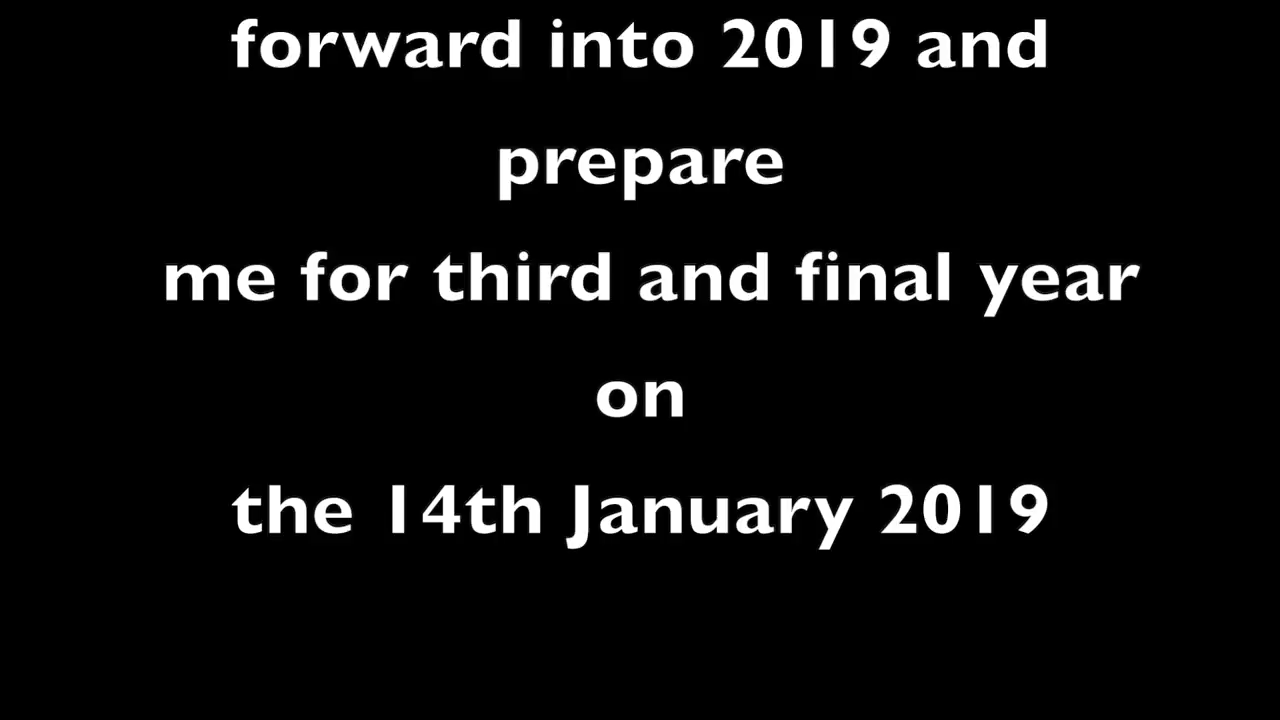 forward into 2019 and
prepare
me for third and final year
on
the 14th January 2019